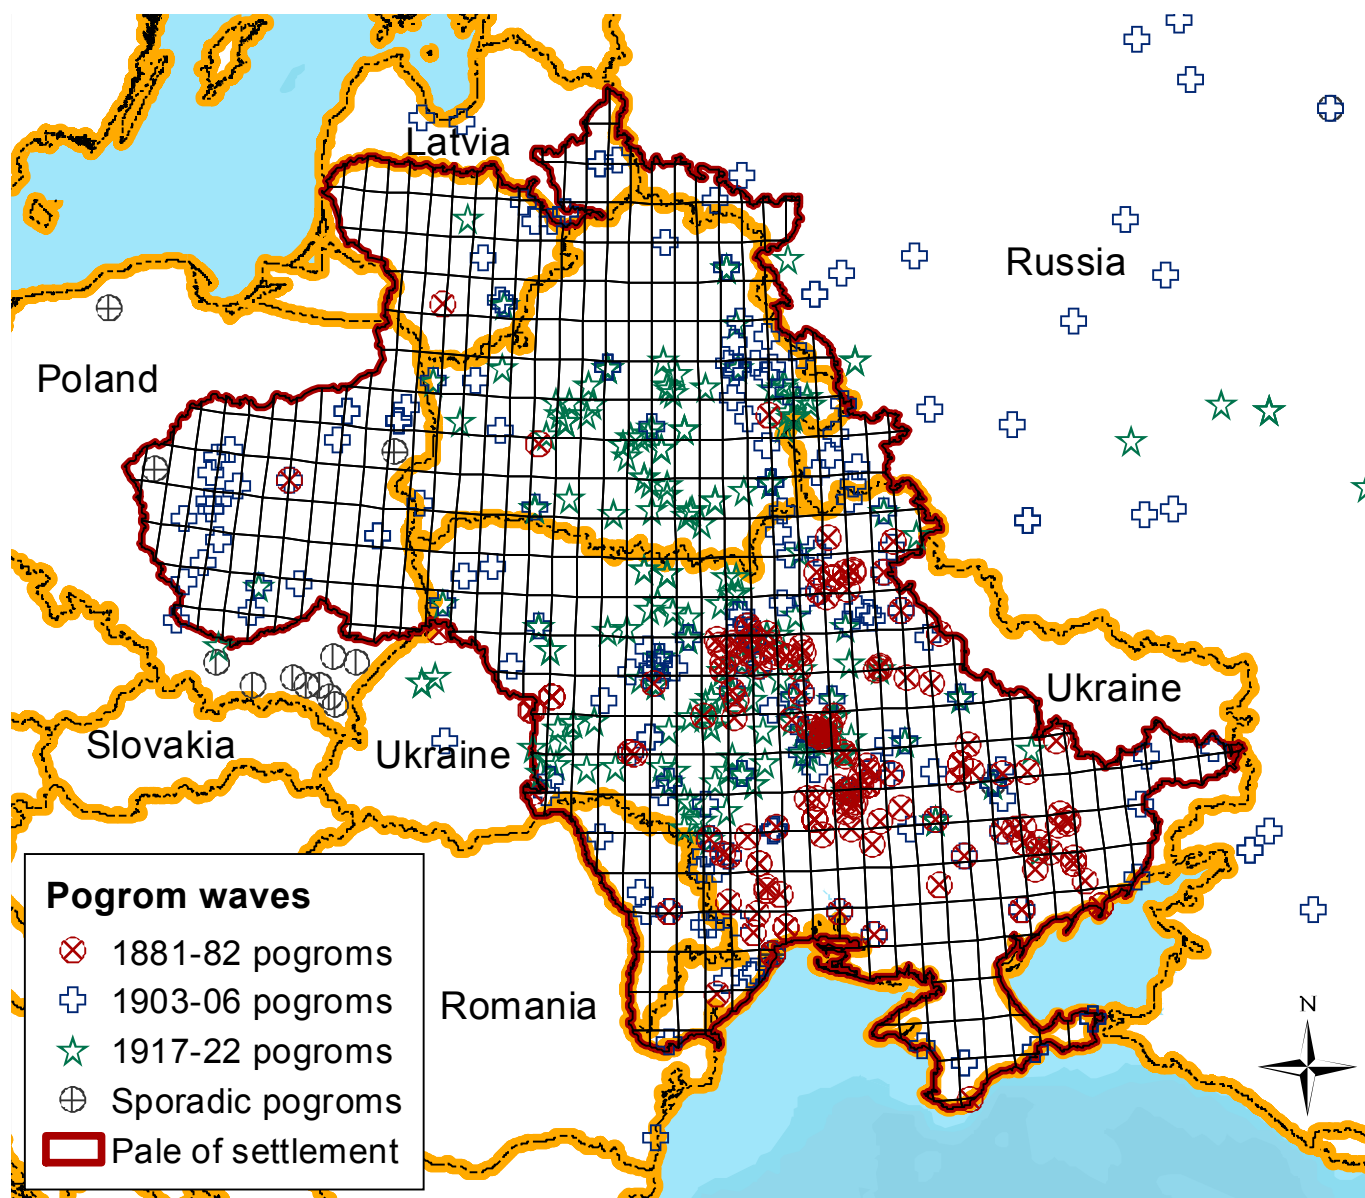 Latvia
Russia
Poland
Ukraine
Slovakia
Ukraine
Romania
Pogrom waves
1881-82 pogroms
1903-06 pogroms
1917-22 pogroms
Sporadic pogroms
Pale of settlement
N